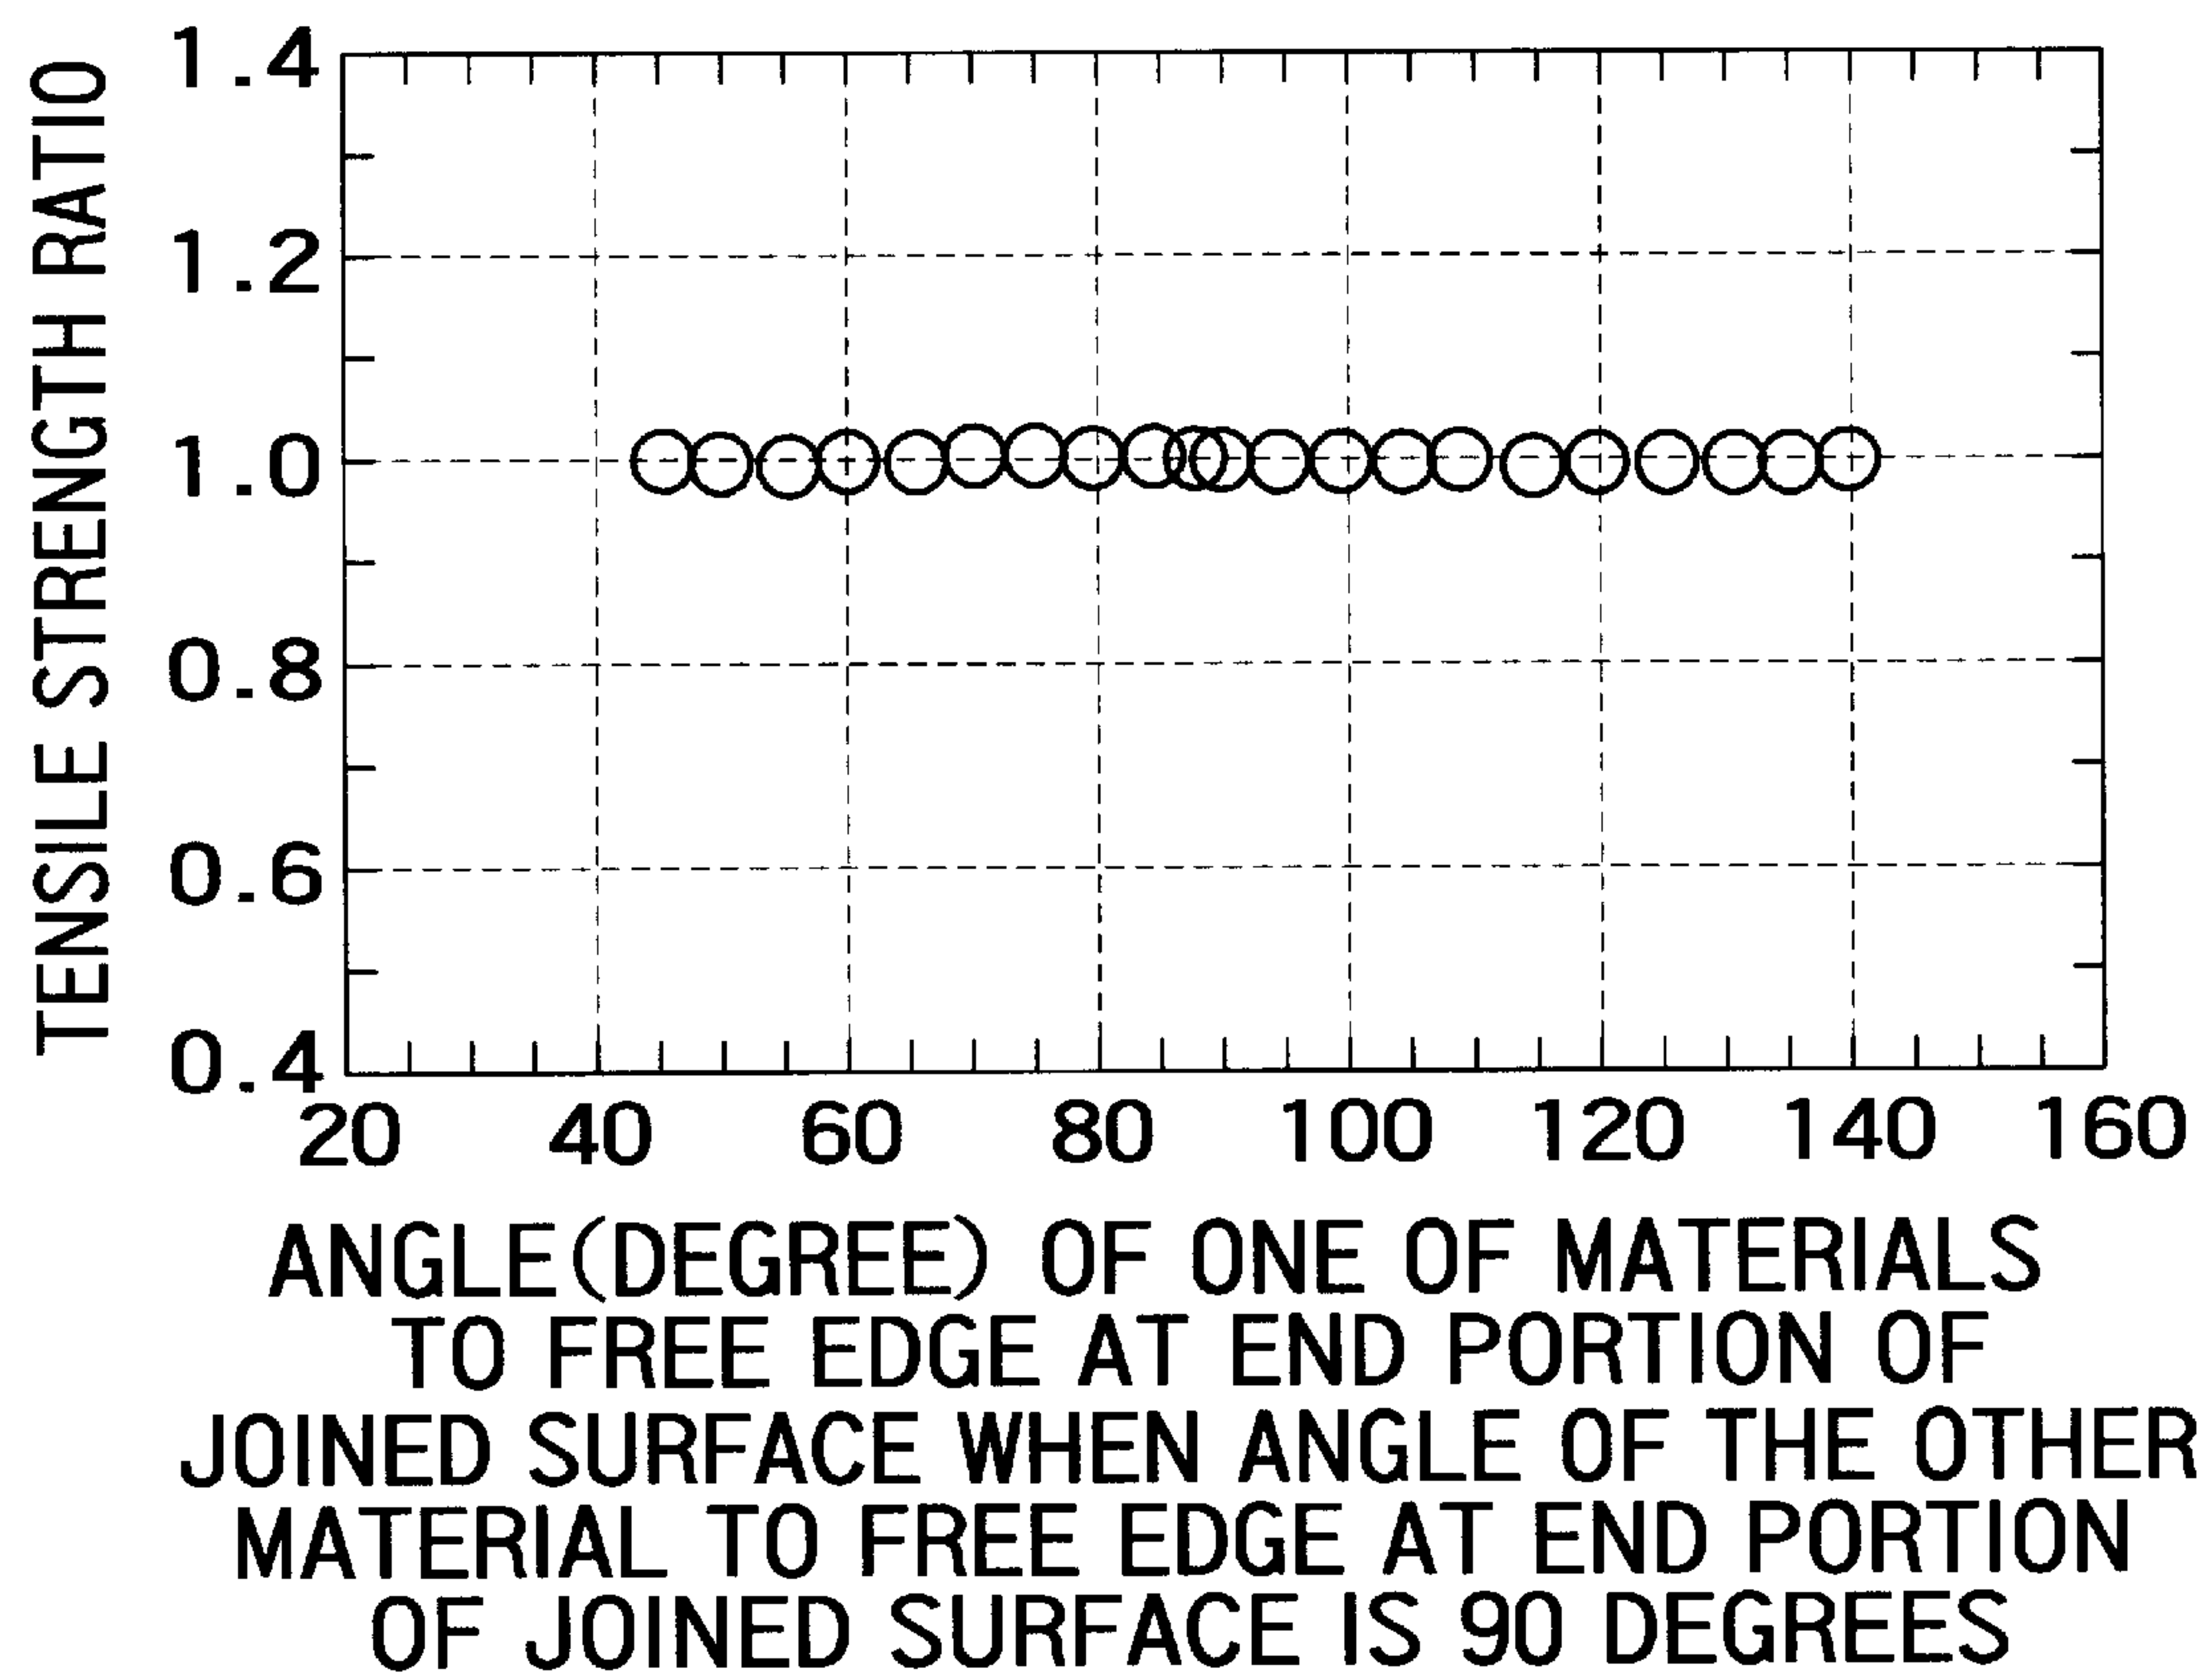 TENSILE STRENGTH RATIO
1.4
1.2
1.0
0.8
0.6
0.4
20 40 60 80 100 120 140 160
ANGLE(DEGREE) OF ONE OF MATERIALS
TO FREE EDGE AT END PORTION OF
JOINED SURFACE WHEN ANGLE OF THE OTHER
MATERIAL TO FREE EDGE AT END PORTION
OF JOINED SURFACE IS 90 DEGREES